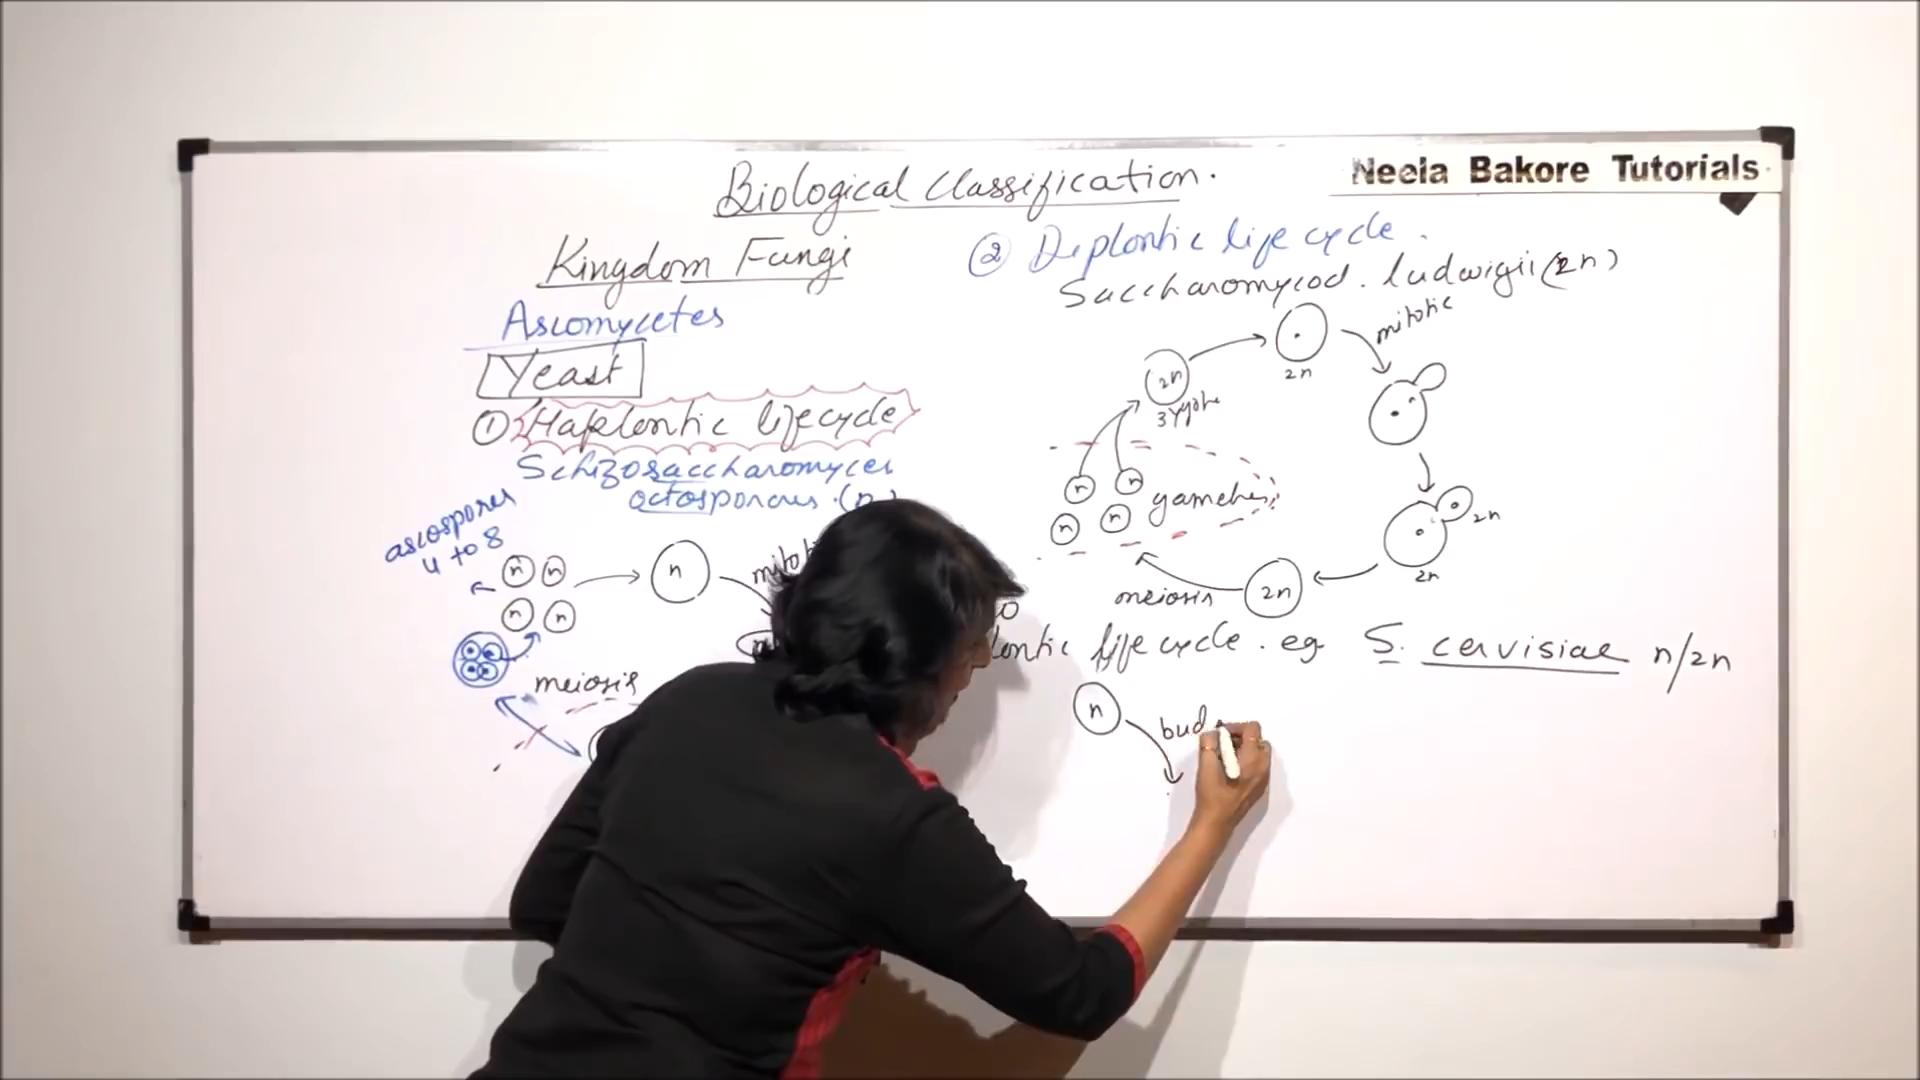 Biological classification.
Neela Bakore Tutorials
Kingdom Fungi
Ascomycetes
Yeast
① Haplontic lifecycle
Schizosaccharomyces
octosporous. (n)
ascospores
4 to 8
n n
n n
n
meiosis
② Diplontic life cycle.
Saccharomycod. ludwigii (2n)
2n
mitotic
2n
zygote
n n
n n
gametes
2n
2n
2n
meiosis
lontic life cycle. eg S. cervisiae n/2n
n
bud